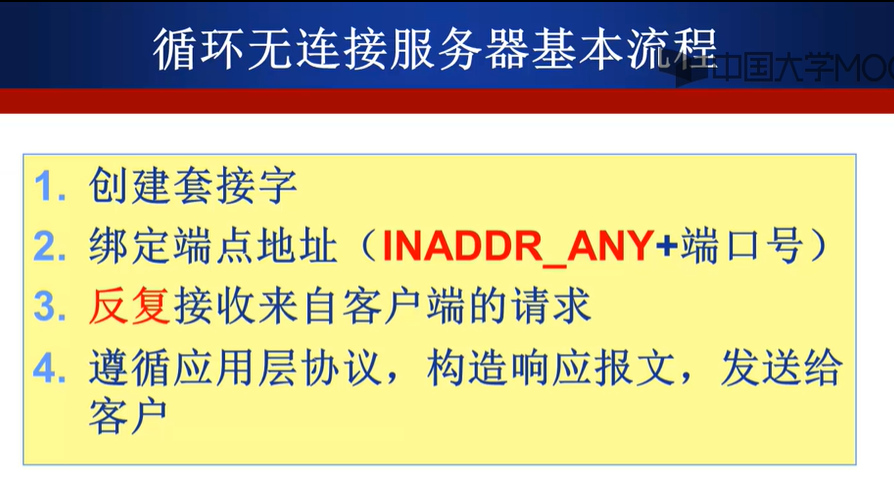 循环无连接服务器基本流程
中国大学MOO
1. 创建套接字
2. 绑定端点地址（INADDR_ANY+端口号）
3. 反复接收来自客户端的请求
4. 遵循应用层协议，构造响应报文，发送给
客户